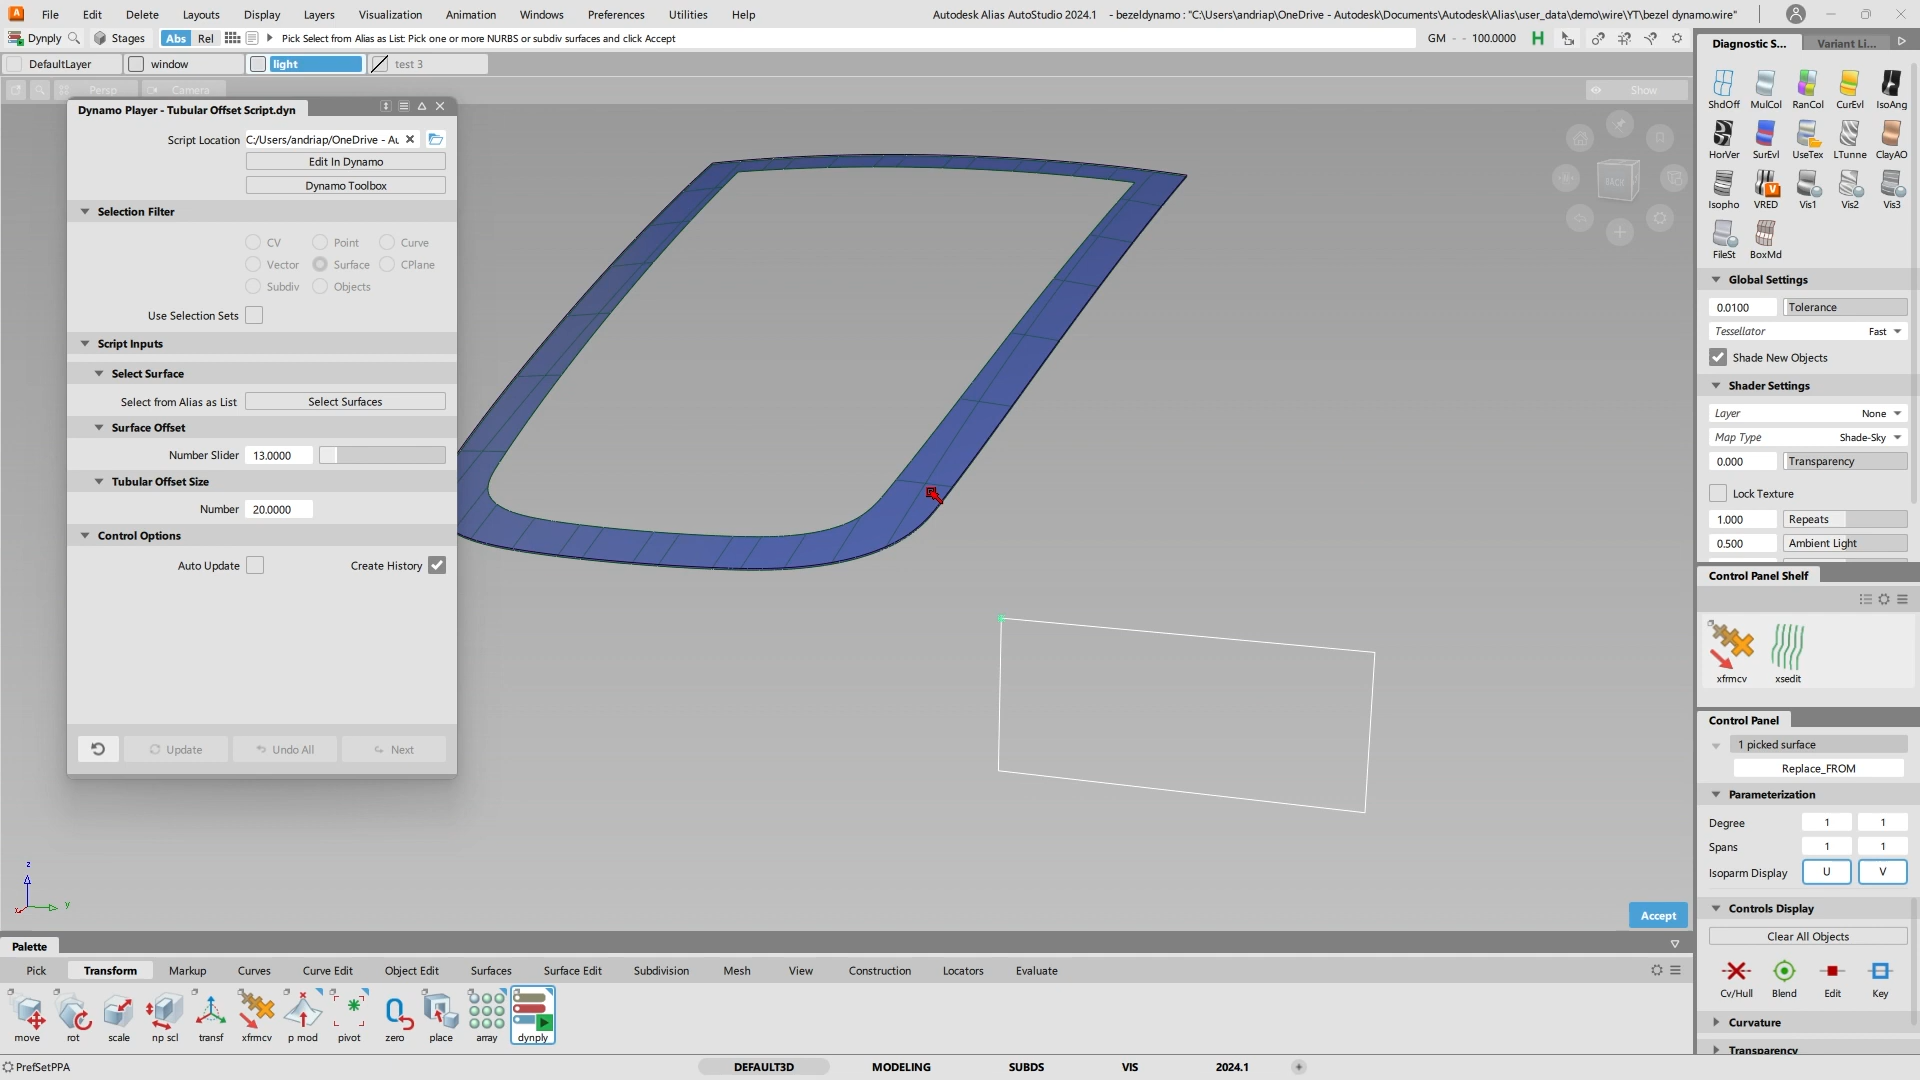 File Edit Delete Layouts Display Layers Visualization Animation Windows Preferences Utilities Help
Autodesk Alias AutoStudio 2024.1 - bezeldynamo : "C:\Users\andriap\OneDrive - Autodesk\Documents\Autodesk\Alias\user_data\demo\wire\YT\bezel dynamo.wire"
Dynply Stages Abs Rel Pick Select from Alias as List: Pick one or more NURBS or subdiv surfaces and click Accept
GM - - 100.0000
DefaultLayer window light test 3
Persp Camera Show
Dynamo Player - Tubular Offset Script.dyn
Script Location C:/Users/andriap/OneDrive - Au
Edit In Dynamo
Dynamo Toolbox
Selection Filter
CV Point Curve
Vector Surface CPlane
Subdiv Objects
Use Selection Sets
Script Inputs
Select Surface
Select from Alias as List Select Surfaces
Surface Offset
Number Slider 13.0000
Tubular Offset Size
Number 20.0000
Control Options
Auto Update Create History
Update Undo All Next
BACK
z
y
x
Accept
Diagnostic S... Variant Li...
ShdOff MulCol RanCol CurEvl IsoAng
HorVer SurEvl UseTex LTunne ClayAO
Isopho VRED Vis1 Vis2 Vis3
FileSt BoxMd
Global Settings
0.0100 Tolerance
Tessellator Fast
Shade New Objects
Shader Settings
Layer None
Map Type Shade-Sky
0.000 Transparency
Lock Texture
1.000 Repeats
0.500 Ambient Light
Control Panel Shelf
xfrmcv xsedit
Control Panel
1 picked surface
Replace_FROM
Parameterization
Degree 1 1
Spans 1 1
Isoparm Display U V
Controls Display
Clear All Objects
Cv/Hull Blend Edit Key
Curvature
Transparency
Palette
Pick Transform Markup Curves Curve Edit Object Edit Surfaces Surface Edit Subdivision Mesh View Construction Locators Evaluate
move rot scale np scl transf xfrmcv p mod pivot zero place array dynply
PrefSetPPA DEFAULT3D MODELING SUBDS VIS 2024.1